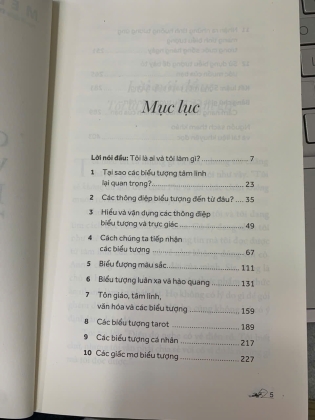 Mục lục
Lời nói đầu: Tôi là ai và tôi làm gì? .................... 7
1 Tại sao các biểu tượng tâm linh
lại quan trọng? .................... 23
2 Các thông điệp biểu tượng đến từ đâu? .... 35
3 Hiểu và vận dụng các thông điệp
biểu tượng và trực giác .................... 49
4 Cách chúng ta tiếp nhận
các biểu tượng .................... 67
5 Biểu tượng màu sắc .................... 111
6 Biểu tượng luân xa và hào quang .................... 131
7 Tôn giáo, tâm linh,
văn hóa và các biểu tượng .................... 159
8 Các biểu tượng tarot .................... 189
9 Các biểu tượng cá nhân .................... 217
10 Các giấc mơ biểu tượng .................... 227
5